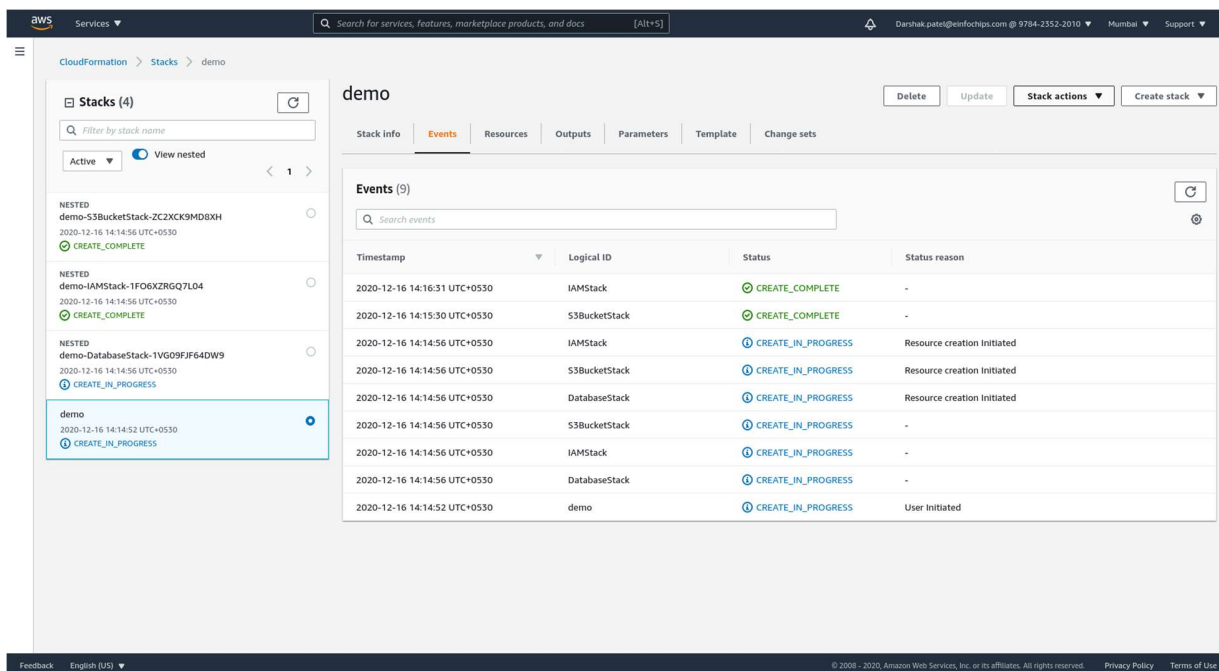 aws Services ▼ Search for services, features, marketplace products, and docs [Alt+S] Darshak.patel@einfochips.com @ 9784-2352-2010 ▼ Mumbai ▼ Support ▼
CloudFormation > Stacks > demo
Stacks (4)
Filter by stack name
Active ▼ View nested
< 1 >
NESTED
demo-S3BucketStack-ZC2XCK9MD8XH
2020-12-16 14:14:56 UTC+0530
CREATE_COMPLETE
NESTED
demo-IAMStack-1FO6XZRGQ7L04
2020-12-16 14:14:56 UTC+0530
CREATE_COMPLETE
NESTED
demo-DatabaseStack-1VG09FJF64DW9
2020-12-16 14:14:56 UTC+0530
CREATE_IN_PROGRESS
demo
2020-12-16 14:14:52 UTC+0530
CREATE_IN_PROGRESS
demo
Delete Update Stack actions ▼ Create stack ▼
Stack info Events Resources Outputs Parameters Template Change sets
Events (9)
Search events
Timestamp ▼ Logical ID Status Status reason
2020-12-16 14:16:31 UTC+0530 IAMStack CREATE_COMPLETE -
2020-12-16 14:15:30 UTC+0530 S3BucketStack CREATE_COMPLETE -
2020-12-16 14:14:56 UTC+0530 IAMStack CREATE_IN_PROGRESS Resource creation Initiated
2020-12-16 14:14:56 UTC+0530 S3BucketStack CREATE_IN_PROGRESS Resource creation Initiated
2020-12-16 14:14:56 UTC+0530 DatabaseStack CREATE_IN_PROGRESS Resource creation Initiated
2020-12-16 14:14:56 UTC+0530 S3BucketStack CREATE_IN_PROGRESS -
2020-12-16 14:14:56 UTC+0530 IAMStack CREATE_IN_PROGRESS -
2020-12-16 14:14:56 UTC+0530 DatabaseStack CREATE_IN_PROGRESS -
2020-12-16 14:14:52 UTC+0530 demo CREATE_IN_PROGRESS User Initiated
Feedback English (US) ▼ © 2008 - 2020, Amazon Web Services, Inc. or its affiliates. All rights reserved. Privacy Policy Terms of Use